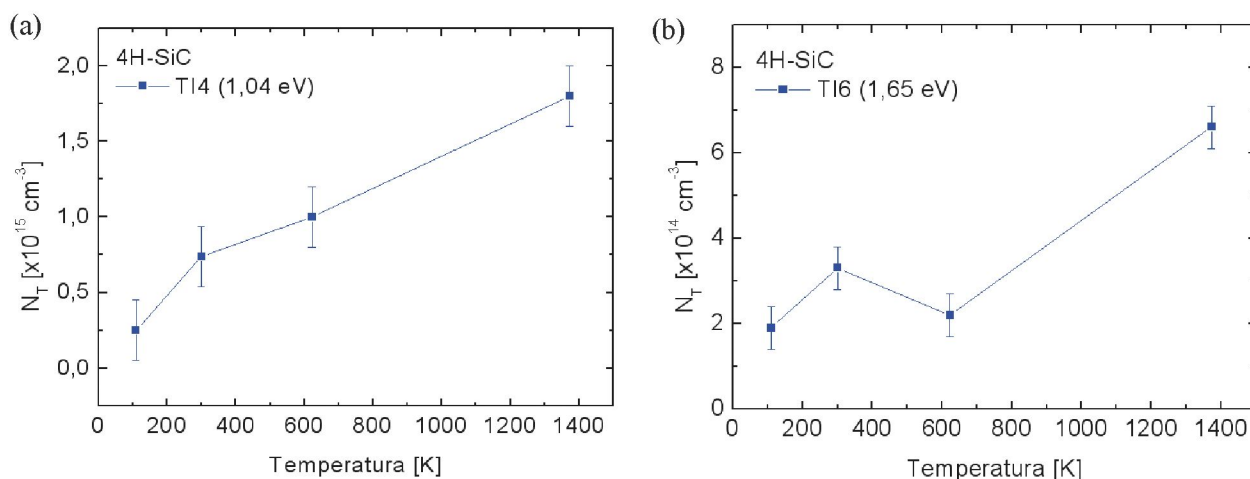 (a)
4H-SiC
TI4 (1,04 eV)
2,0
1,5
1,0
0,5
0,0
N_T [x10^15 cm^-3]
0 200 400 600 800 1000 1200 1400
Temperatura [K]
(b)
4H-SiC
TI6 (1,65 eV)
8
6
4
2
0
N_T [x10^14 cm^-3]
0 200 400 600 800 1000 1200 1400
Temperatura [K]